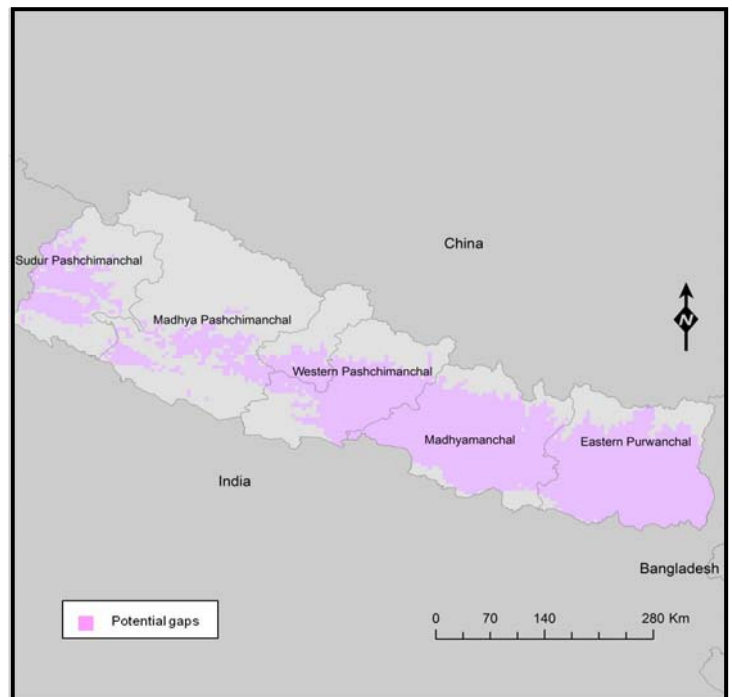 China
Sudur Pashchimanchal
N
Madhya Pashchimanchal
Western Pashchimanchal
Madhyamanchal
Eastern Purwanchal
India
Bangladesh
Potential gaps
0 70 140 280 Km